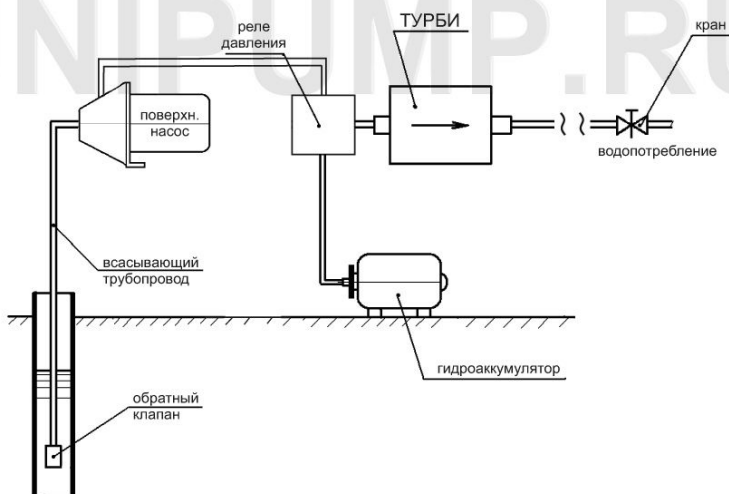 NIPUMP.RU
реле
давления
ТУРБИ
кран
поверхн.
насос
водопотребление
всасывающий
трубопровод
гидроаккумулятор
обратный
клапан